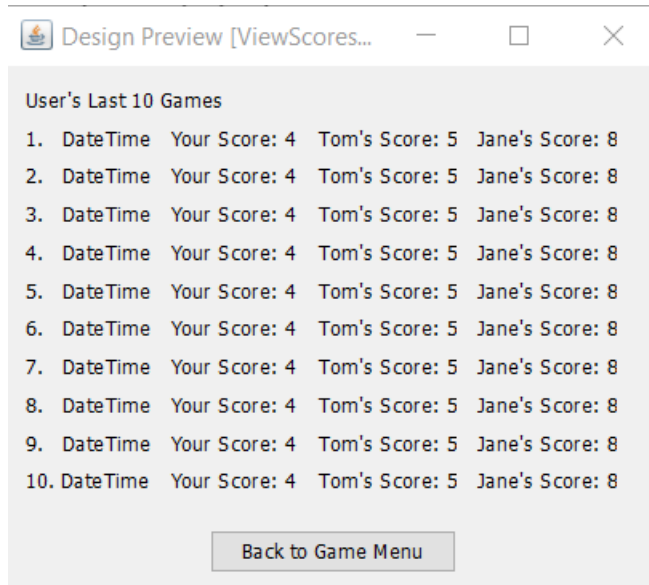 Design Preview [ViewScores...
User's Last 10 Games
1. DateTime Your Score: 4 Tom's Score: 5 Jane's Score: 8
2. DateTime Your Score: 4 Tom's Score: 5 Jane's Score: 8
3. DateTime Your Score: 4 Tom's Score: 5 Jane's Score: 8
4. DateTime Your Score: 4 Tom's Score: 5 Jane's Score: 8
5. DateTime Your Score: 4 Tom's Score: 5 Jane's Score: 8
6. DateTime Your Score: 4 Tom's Score: 5 Jane's Score: 8
7. DateTime Your Score: 4 Tom's Score: 5 Jane's Score: 8
8. DateTime Your Score: 4 Tom's Score: 5 Jane's Score: 8
9. DateTime Your Score: 4 Tom's Score: 5 Jane's Score: 8
10. DateTime Your Score: 4 Tom's Score: 5 Jane's Score: 8
Back to Game Menu